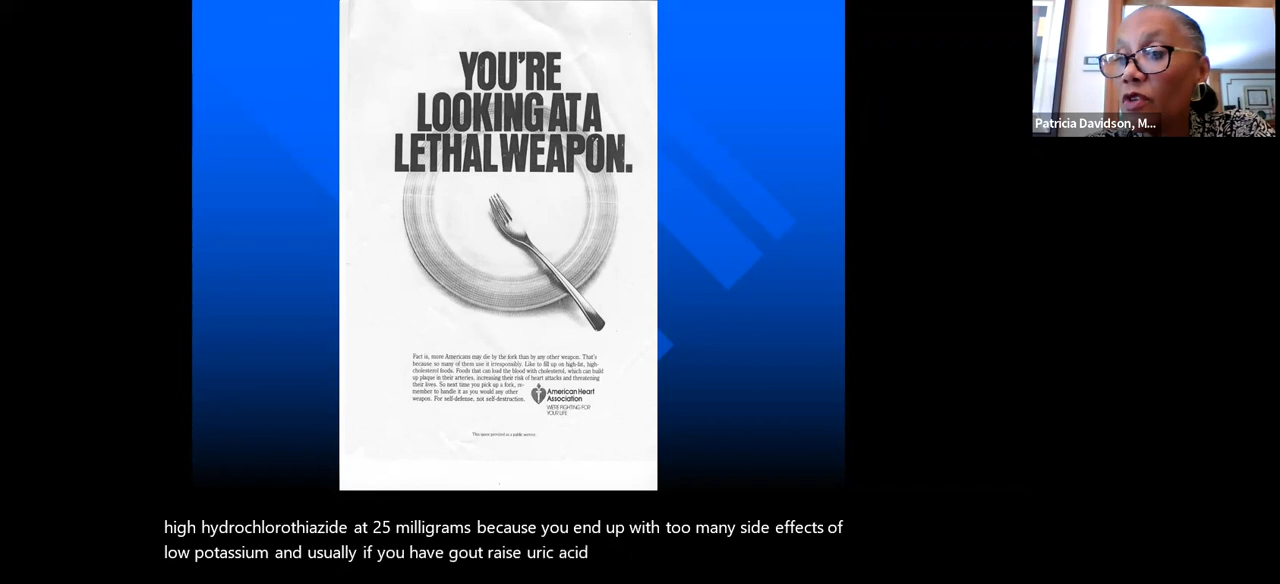 YOU'RE
LOOKING AT A
LETHAL WEAPON.
Fact is, more Americans may die by the fork than by any other weapon. That's
because so many of them use it irresponsibly. Like to fill up on high-fat, high-
cholesterol foods. Foods that can load the blood with cholesterol, which can build
up plaque in their arteries, increasing their risk of heart attacks and threatening
their lives. So next time you pick up a fork, re-
member to handle it as you would any other
weapon. For self-defense, not self-destruction.
American Heart
Association
WE'RE FIGHTING FOR
YOUR LIFE
This space provided as a public service.
Patricia Davidson, M...
high hydrochlorothiazide at 25 milligrams because you end up with too many side effects of
low potassium and usually if you have gout raise uric acid